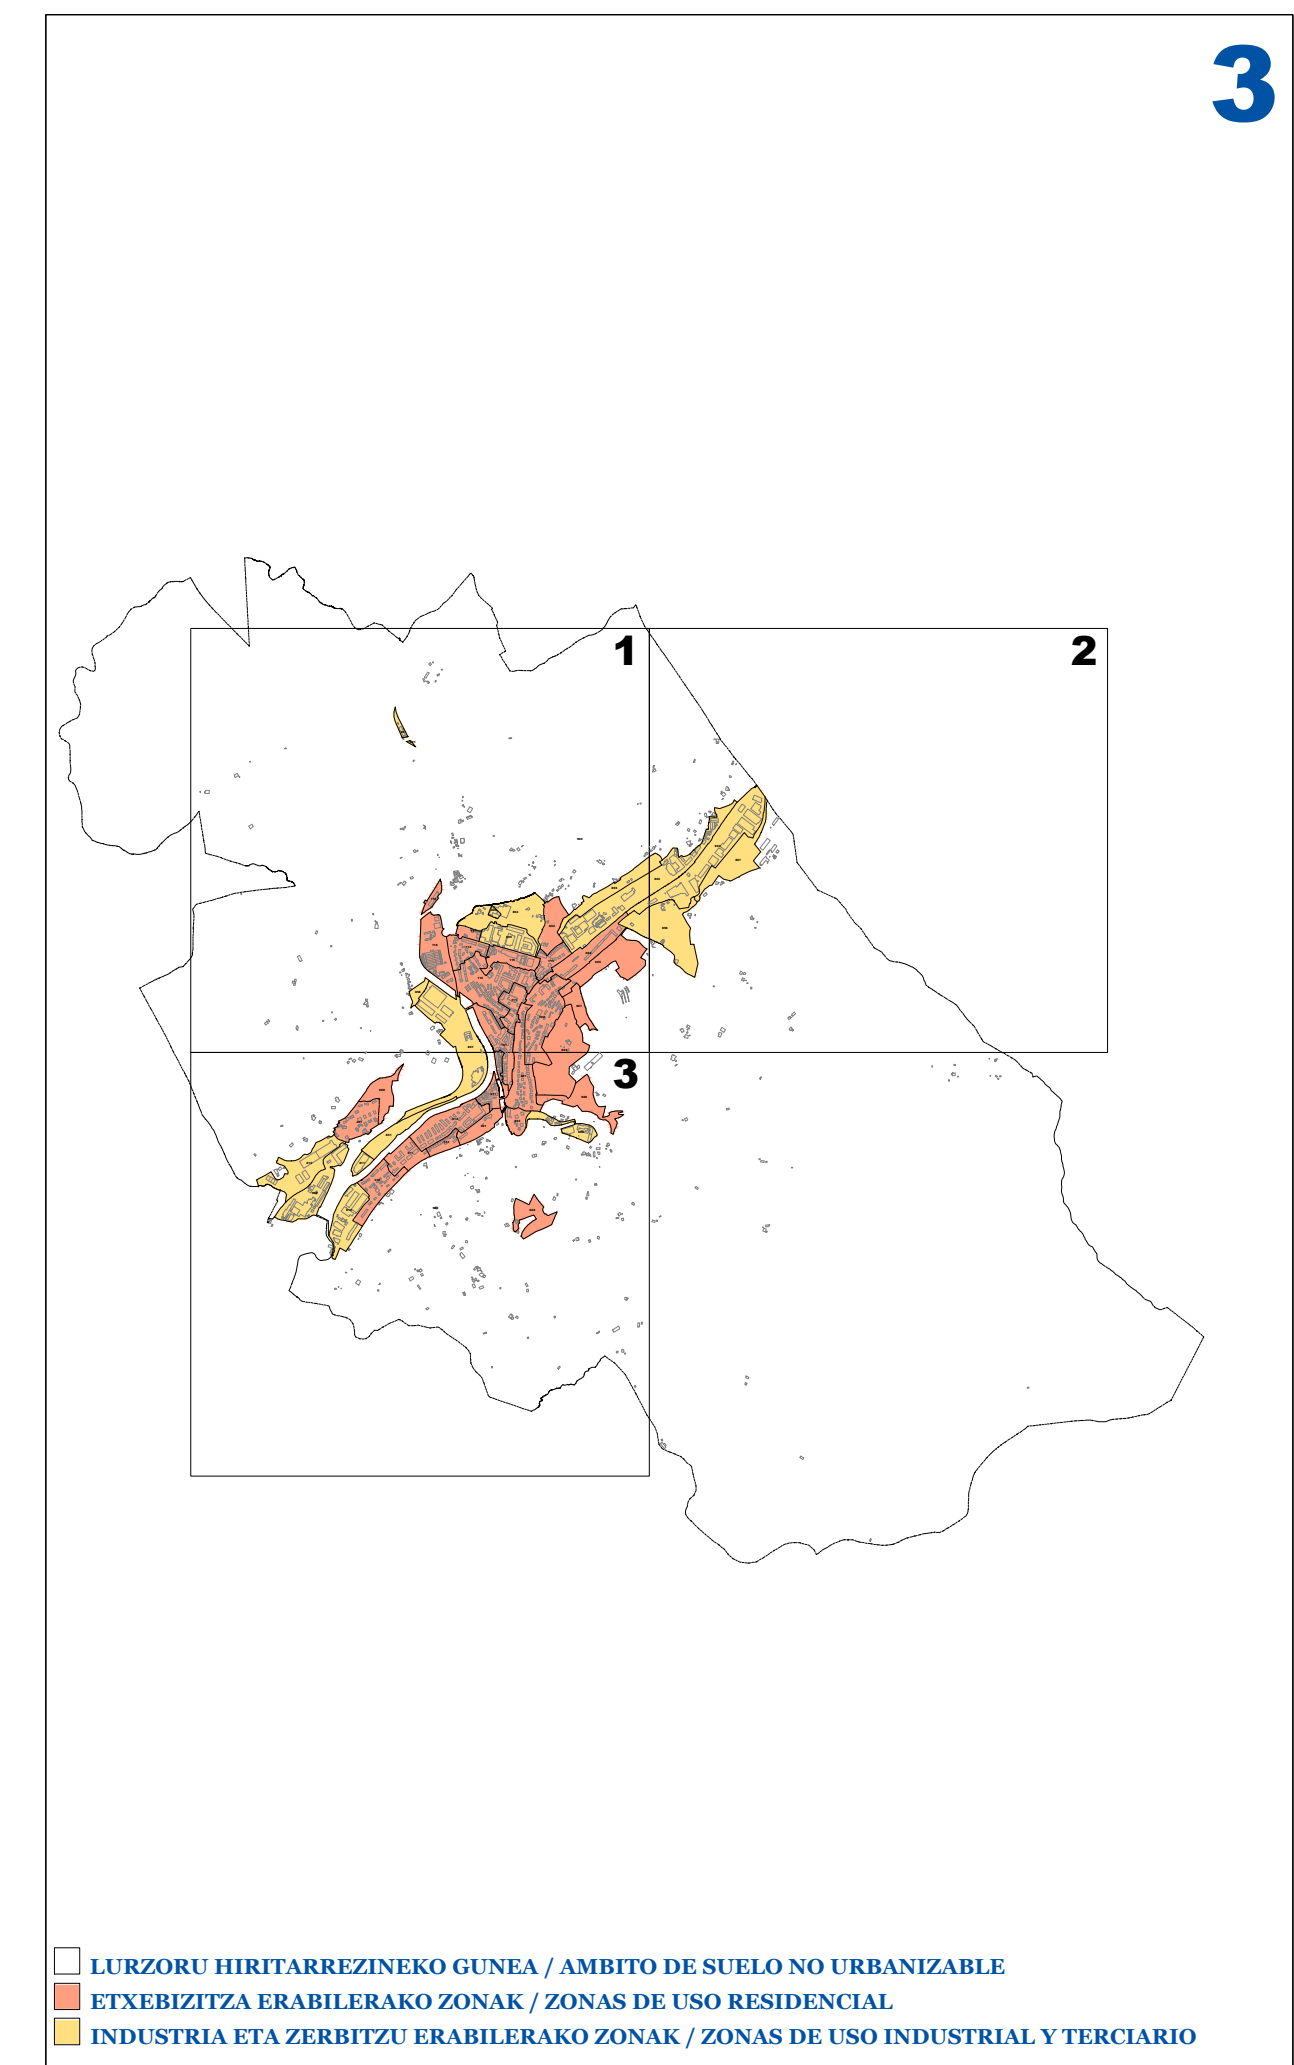 3
1
2
3
LURZORU HIRITARREZINEKO GUNEA / AMBITO DE SUELO NO URBANIZABLE
ETXEBIZITZA ERABILERAKO ZONAK / ZONAS DE USO RESIDENCIAL
INDUSTRIA ETA ZERBITZU ERABILERAKO ZONAK / ZONAS DE USO INDUSTRIAL Y TERCIARIO